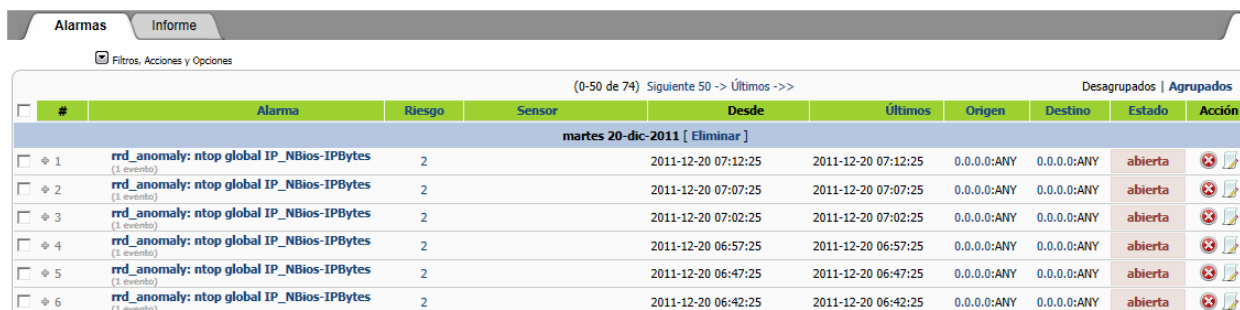 Alarmas Informe
Filtros, Acciones y Opciones
(0-50 de 74) Siguiente 50 -> Últimos ->> Desagrupados | Agrupados
# Alarma Riesgo Sensor Desde Últimos Origen Destino Estado Acción
martes 20-dic-2011 [ Eliminar ]
1 rrd_anomaly: ntop global IP_NBios-IPBytes 2 2011-12-20 07:12:25 2011-12-20 07:12:25 0.0.0.0:ANY 0.0.0.0:ANY abierta
(1 evento)
2 rrd_anomaly: ntop global IP_NBios-IPBytes 2 2011-12-20 07:07:25 2011-12-20 07:07:25 0.0.0.0:ANY 0.0.0.0:ANY abierta
(1 evento)
3 rrd_anomaly: ntop global IP_NBios-IPBytes 2 2011-12-20 07:02:25 2011-12-20 07:02:25 0.0.0.0:ANY 0.0.0.0:ANY abierta
(1 evento)
4 rrd_anomaly: ntop global IP_NBios-IPBytes 2 2011-12-20 06:57:25 2011-12-20 06:57:25 0.0.0.0:ANY 0.0.0.0:ANY abierta
(1 evento)
5 rrd_anomaly: ntop global IP_NBios-IPBytes 2 2011-12-20 06:47:25 2011-12-20 06:47:25 0.0.0.0:ANY 0.0.0.0:ANY abierta
(1 evento)
6 rrd_anomaly: ntop global IP_NBios-IPBytes 2 2011-12-20 06:42:25 2011-12-20 06:42:25 0.0.0.0:ANY 0.0.0.0:ANY abierta
(1 evento)